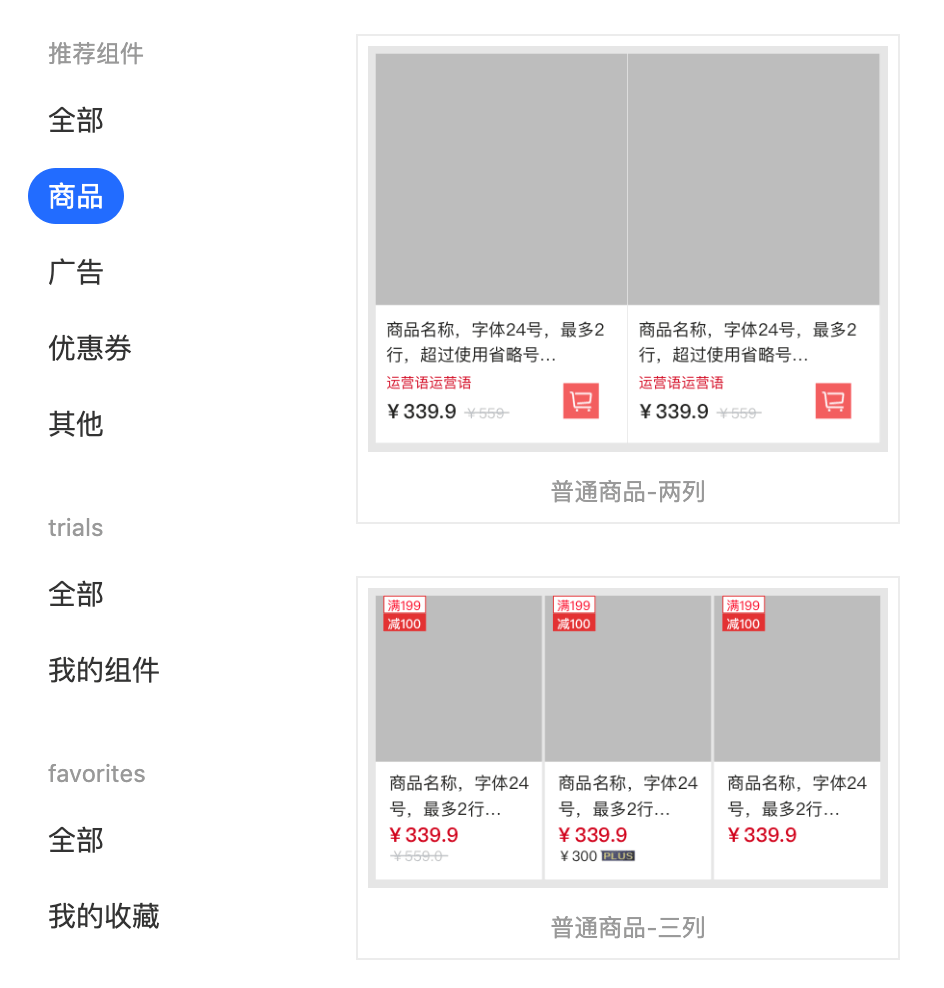 推荐组件
全部
商品
广告
优惠券
其他
trials
全部
我的组件
favorites
全部
我的收藏
商品名称，字体24号，最多2
行，超过使用省略号...
运营语运营语
¥339.9 ¥559
商品名称，字体24号，最多2
行，超过使用省略号...
运营语运营语
¥339.9 ¥559
普通商品-两列
满199
减100
商品名称，字体24
号，最多2行...
¥339.9
¥559.0
满199
减100
商品名称，字体24
号，最多2行...
¥339.9
¥300 PLUS
满199
减100
商品名称，字体24
号，最多2行...
¥339.9
普通商品-三列